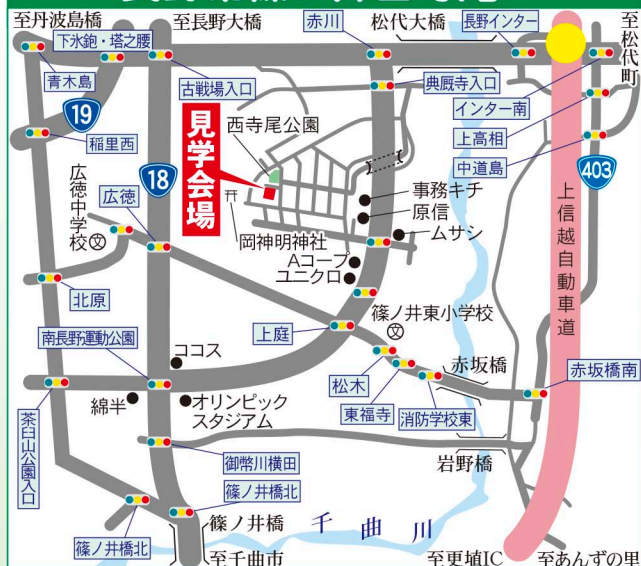 至丹波島橋
至長野大橋
赤川
松代大橋
長野インター
至松代町
下氷鉋・塔之腰
青木島
古戦場入口
典厩寺入口
インター南
上高相
中道島
19
稲里西
西寺尾公園
見学会場
18
403
広徳中学校
文
広徳
岡神明神社
事務キチ
原信
ムサシ
Aコープ
ユニクロ
上信越自動車道
北原
南長野運動公園
上庭
篠ノ井東小学校
文
ココス
松木
東福寺
消防学校東
赤坂橋
赤坂橋南
綿半
オリンピック
スタジアム
茶臼山公園入口
御幣川横田
岩野橋
篠ノ井橋北
篠ノ井橋北
篠ノ井橋
千曲川
至千曲市
至更埴IC
至あんずの里